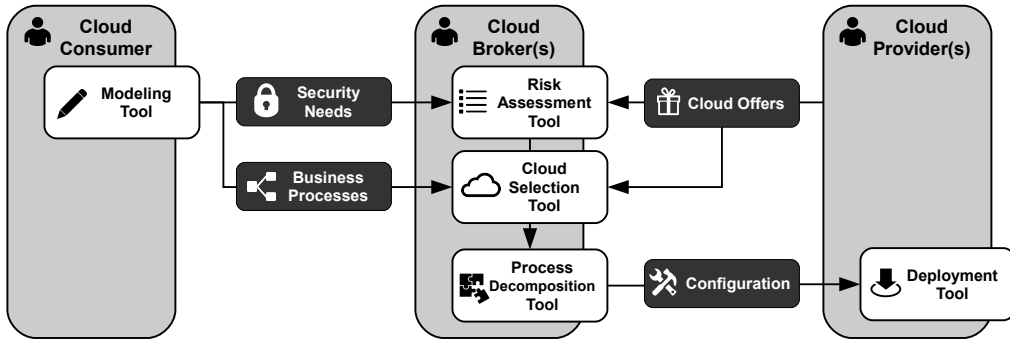 Cloud
Consumer
Cloud
Broker(s)
Cloud
Provider(s)
Modeling
Tool
Security
Needs
Risk
Assessment
Tool
Cloud Offers
Business
Processes
Cloud
Selection
Tool
Process
Decomposition
Tool
Configuration
Deployment
Tool